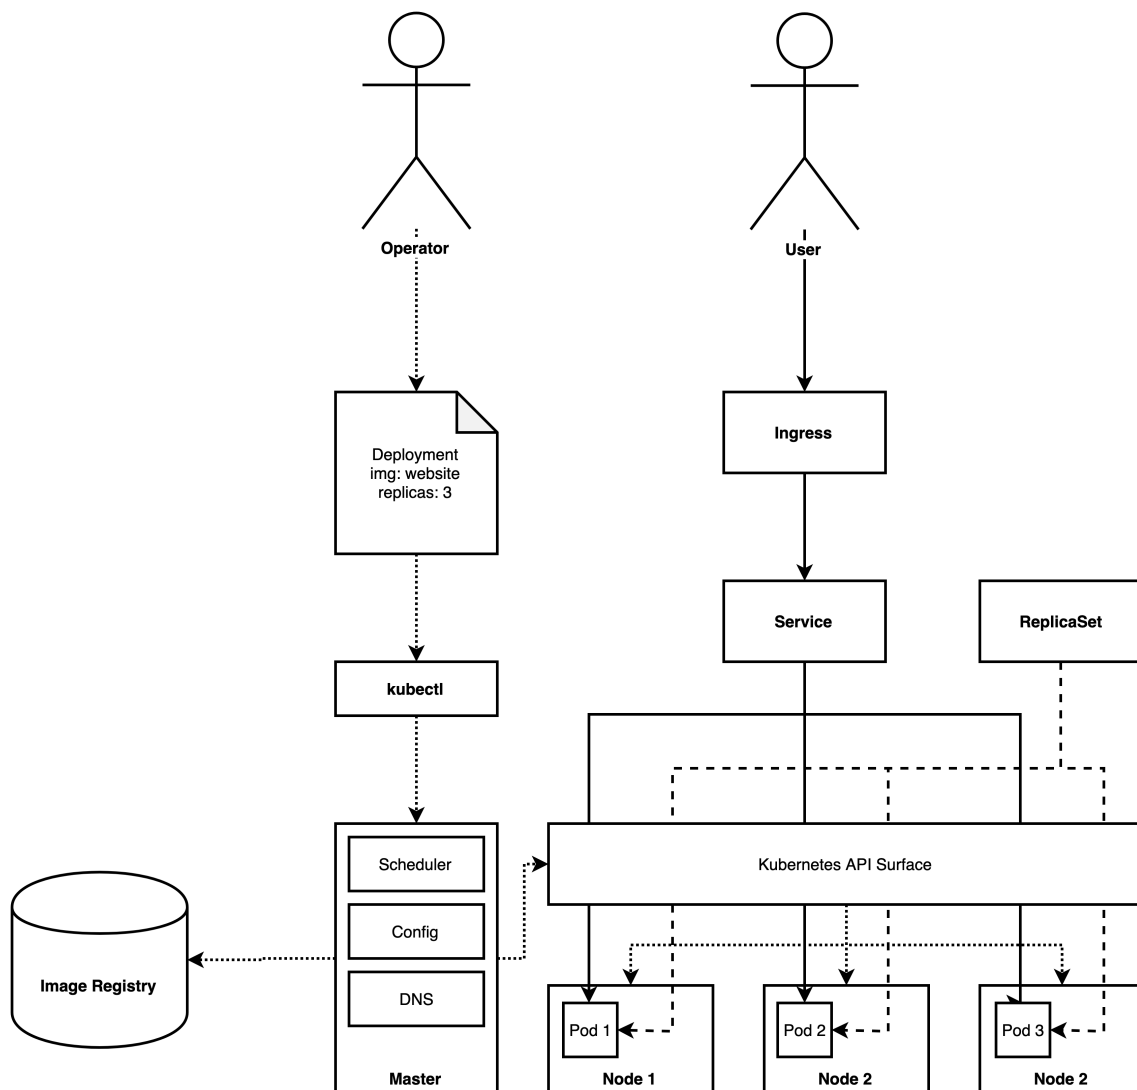 Operator
User
Deployment
img: website
replicas: 3
Ingress
Service
ReplicaSet
kubectl
Scheduler
Config
DNS
Master
Kubernetes API Surface
Image Registry
Pod 1
Pod 2
Pod 3
Node 1
Node 2
Node 2